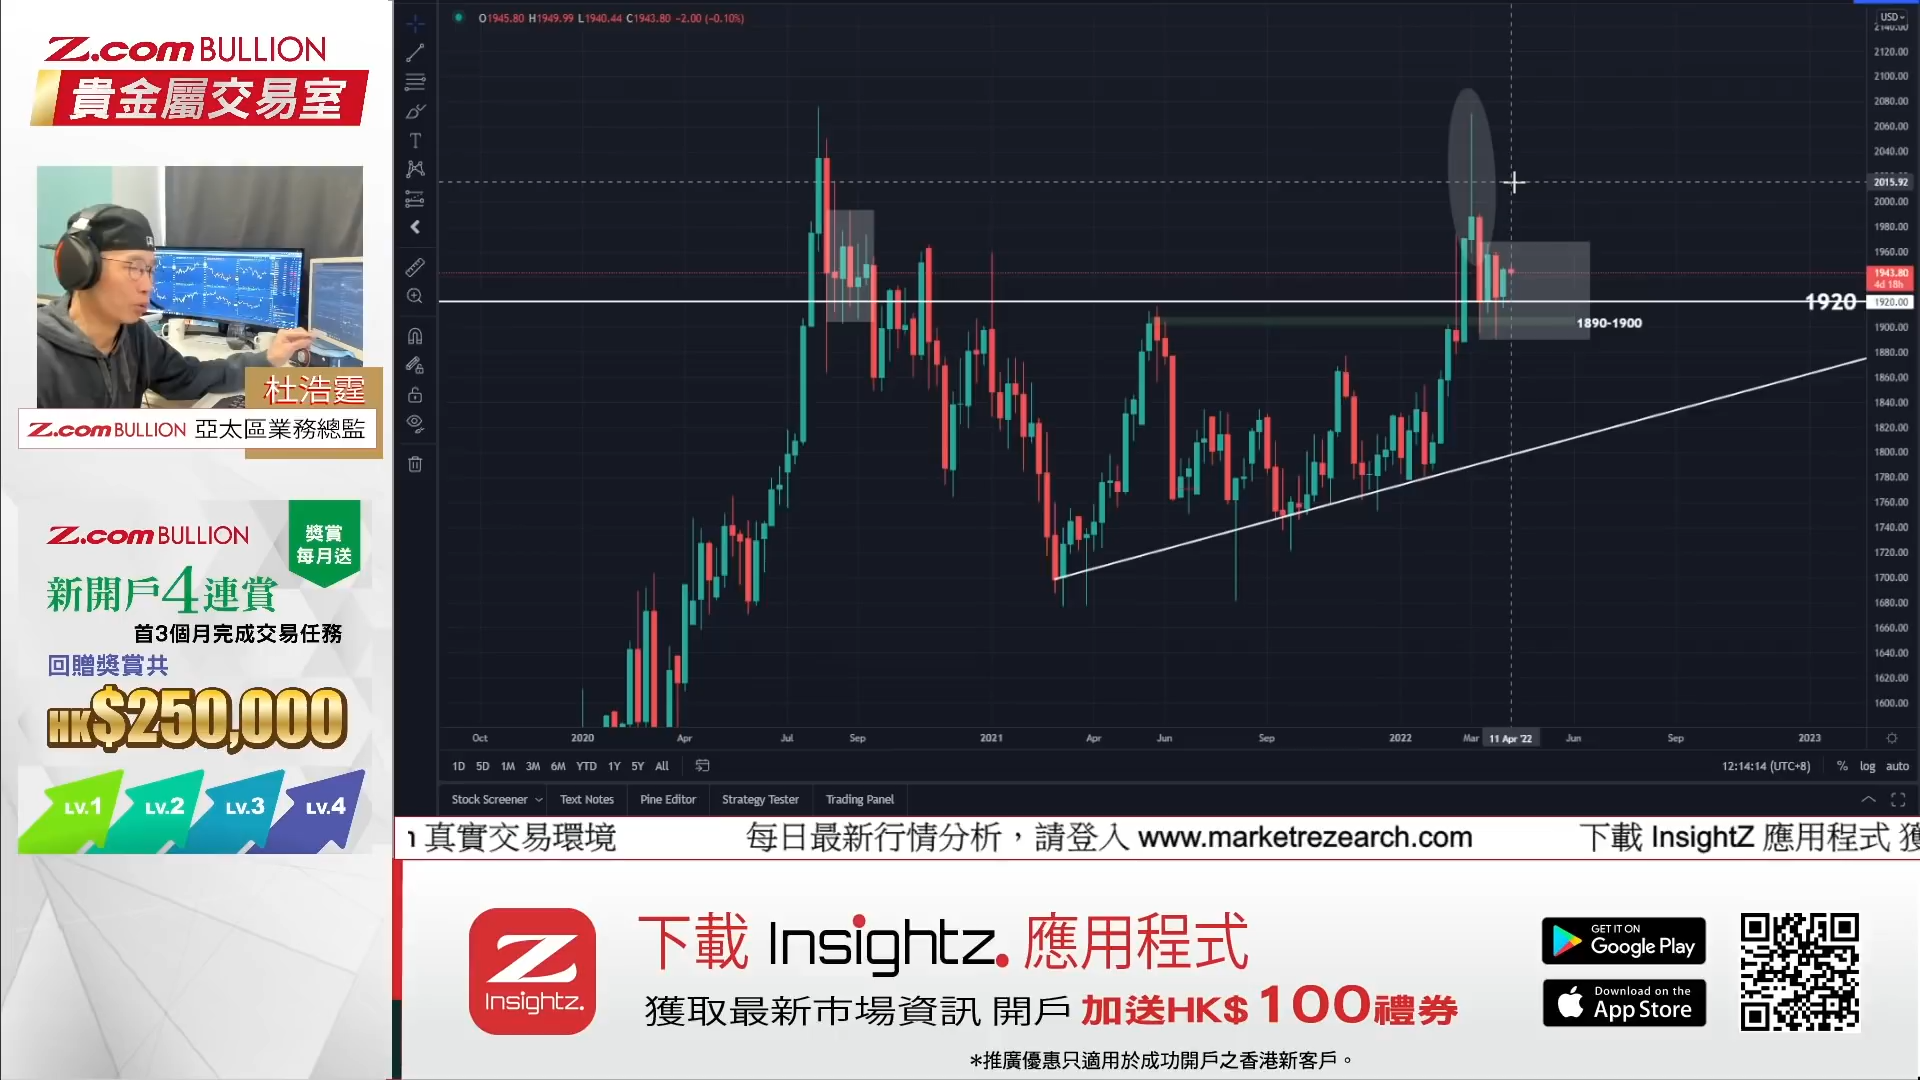 Z.com BULLION
貴金屬交易室
杜浩霆
Z.com BULLION 亞太區業務總監
Z.com BULLION
獎賞
每月送
新開戶4連賞
首3個月完成交易任務
回贈獎賞共
HK$250,000
LV.1 LV.2 LV.3 LV.4
O1945.80 H1949.99 L1940.44 C1943.80 −2.00 (−0.10%)
USD
2140.00
2120.00
2100.00
2080.00
2060.00
2040.00
2015.92
2000.00
1980.00
1960.00
1943.80
4d 18h
1920 1920.00
1890-1900
1900.00
1880.00
1860.00
1840.00
1820.00
1800.00
1780.00
1760.00
1740.00
1720.00
1700.00
1680.00
1660.00
1640.00
1620.00
1600.00
Oct 2020 Apr Jul Sep 2021 Apr Jun Sep 2022 Mar 11 Apr '22 Jun Sep 2023
1D 5D 1M 3M 6M YTD 1Y 5Y All 12:14:14 (UTC+8) % log auto
Stock Screener Text Notes Pine Editor Strategy Tester Trading Panel
真實交易環境 每日最新行情分析，請登入 www.marketrezearch.com 下載 InsightZ 應用程式
Z
Insightz.
下載 Insightz. 應用程式
獲取最新市場資訊 開戶 加送HK$100禮券
*推廣優惠只適用於成功開戶之香港新客戶。
GET IT ON
Google Play
Download on the
App Store